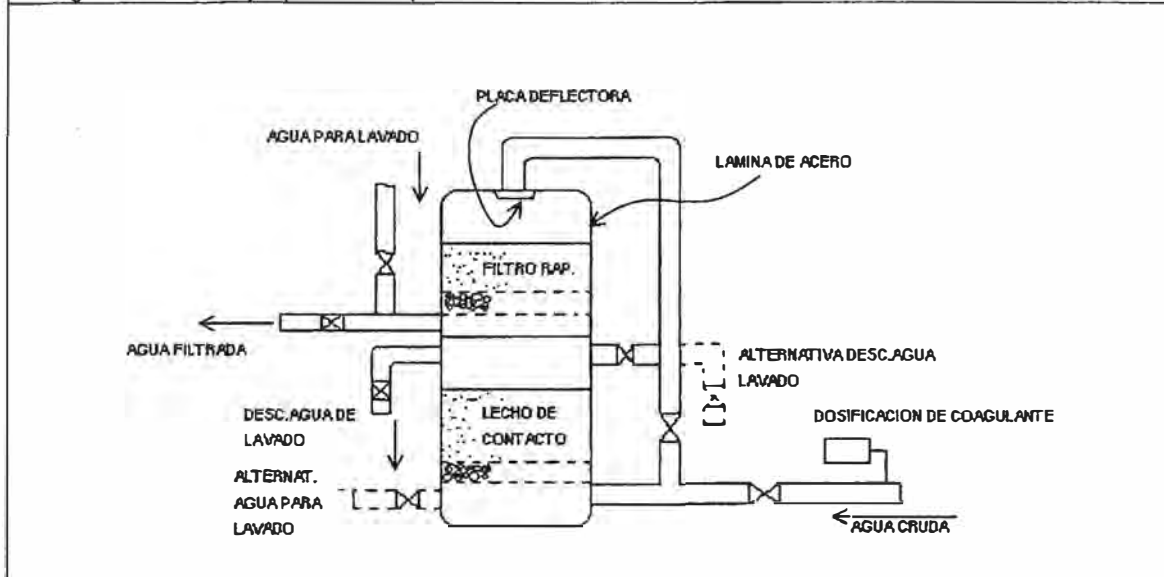 PLACA DEFLECTORA
AGUA PARA LAVADO
LAMINA DE ACERO
FILTRO RAP.
AGUA FILTRADA
ALTERNATIVA DESC.AGUA
LAVADO
DESC.AGUA DE
LAVADO
LECHO DE
CONTACTO
DOSIFICACION DE COAGULANTE
ALTERNAT.
AGUA PARA
LAVADO
AGUA CRUDA